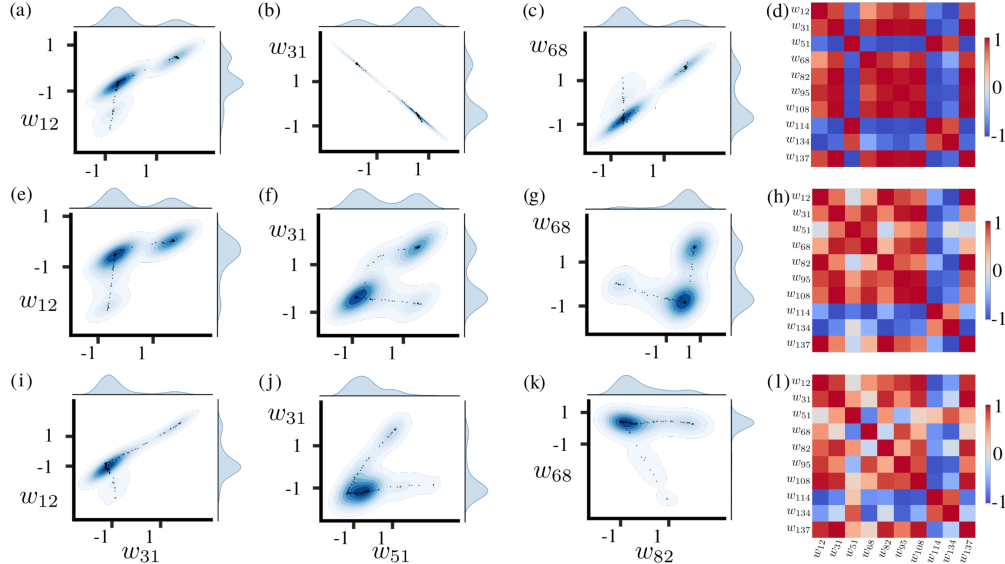 (a)
1
-1
w12
-1
1
(b)
w31
1
-1
-1
1
(c)
w68
1
-1
-1
1
(d)
w12
w31
w51
w68
w82
w95
w108
w114
w134
w137
1
0
-1
(e)
1
-1
w12
-1
1
(f)
w31
1
-1
-1
1
(g)
w68
1
-1
-1
1
(h)
w12
w31
w51
w68
w82
w95
w108
w114
w134
w137
1
0
-1
(i)
1
-1
w12
-1
1
w31
(j)
w31
1
-1
-1
1
w51
(k)
1
-1
w68
-1
1
w82
(l)
w12
w31
w51
w68
w82
w95
w108
w114
w134
w137
1
0
-1
w12 w31 w51 w68 w82 w95 w108 w114 w134 w137